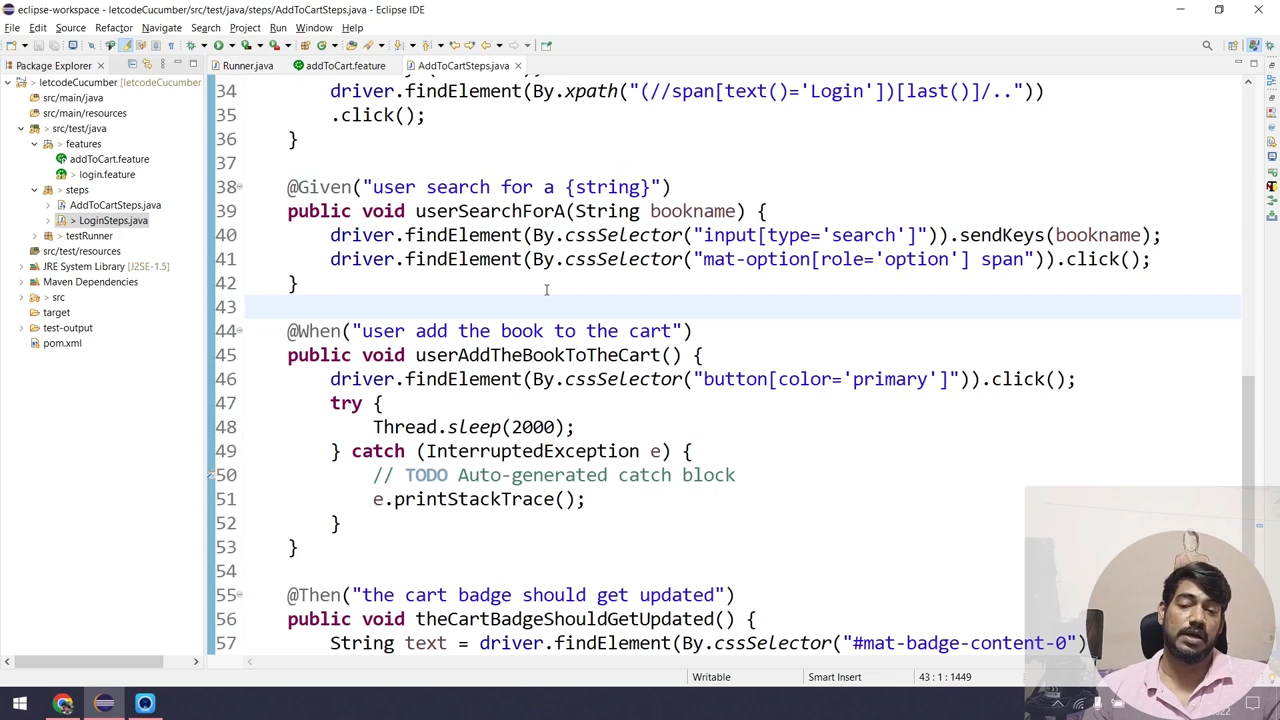 eclipse-workspace - letcodeCucumber/src/test/java/steps/AddToCartSteps.java - Eclipse IDE
File Edit Source Refactor Navigate Search Project Run Window Help
Package Explorer
Runner.java addToCart.feature AddToCartSteps.java
letcodeCucumber [letcodeCucumber
src/main/java
src/main/resources
src/test/java
features
addToCart.feature
login.feature
steps
AddToCartSteps.java
LoginSteps.java
testRunner
src/test/resources
JRE System Library [J2SE-1.5]
Maven Dependencies
src
target
test-output
pom.xml
34 driver.findElement(By.xpath("(//span[text()='Login'])[last()]/.."))
35 .click();
36 }
37
38 @Given("user search for a {string}")
39 public void userSearchForA(String bookname) {
40 driver.findElement(By.cssSelector("input[type='search']")).sendKeys(bookname);
41 driver.findElement(By.cssSelector("mat-option[role='option'] span")).click();
42 }
43
44 @When("user add the book to the cart")
45 public void userAddTheBookToTheCart() {
46 driver.findElement(By.cssSelector("button[color='primary']")).click();
47 try {
48 Thread.sleep(2000);
49 } catch (InterruptedException e) {
50 // TODO Auto-generated catch block
51 e.printStackTrace();
52 }
53 }
54
55 @Then("the cart badge should get updated")
56 public void theCartBadgeShouldGetUpdated() {
57 String text = driver.findElement(By.cssSelector("#mat-badge-content-0")
Writable Smart Insert 43 : 1 : 1449